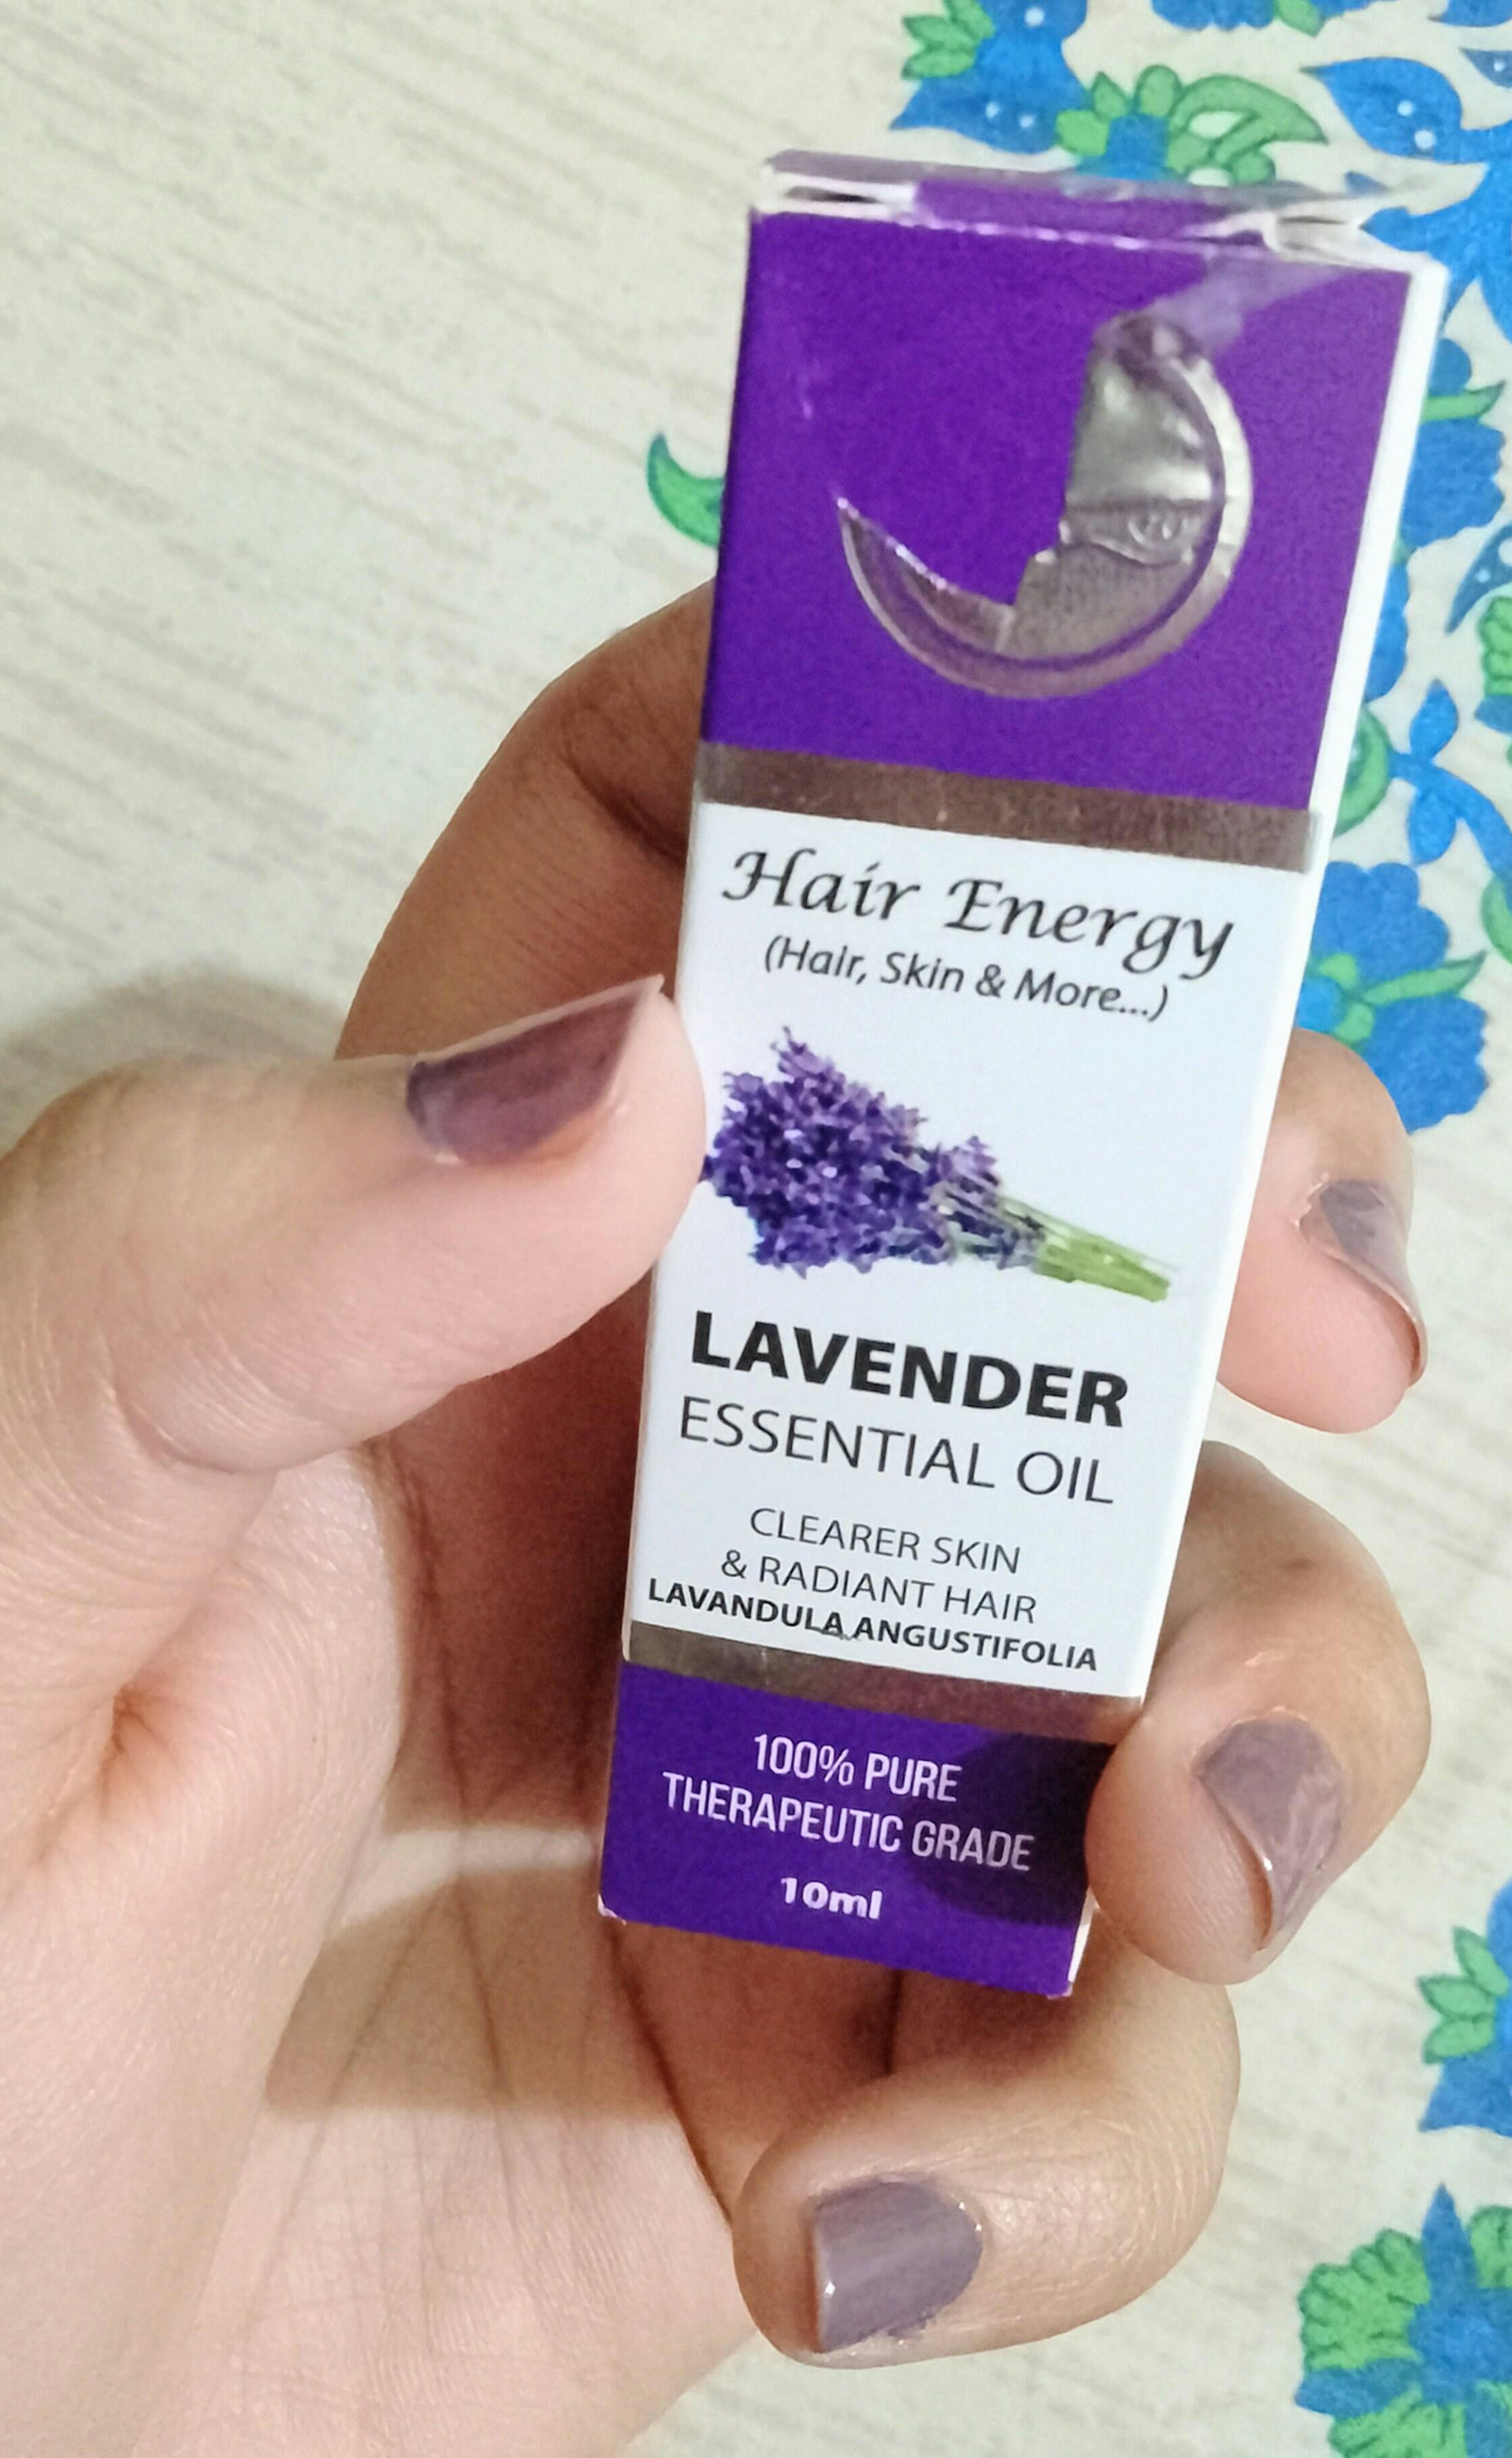 Hair Energy
(Hair, Skin & More...)
LAVENDER
ESSENTIAL OIL
CLEARER SKIN
& RADIANT HAIR
LAVANDULA ANGUSTIFOLIA
100% PURE
THERAPEUTIC GRADE
10ml